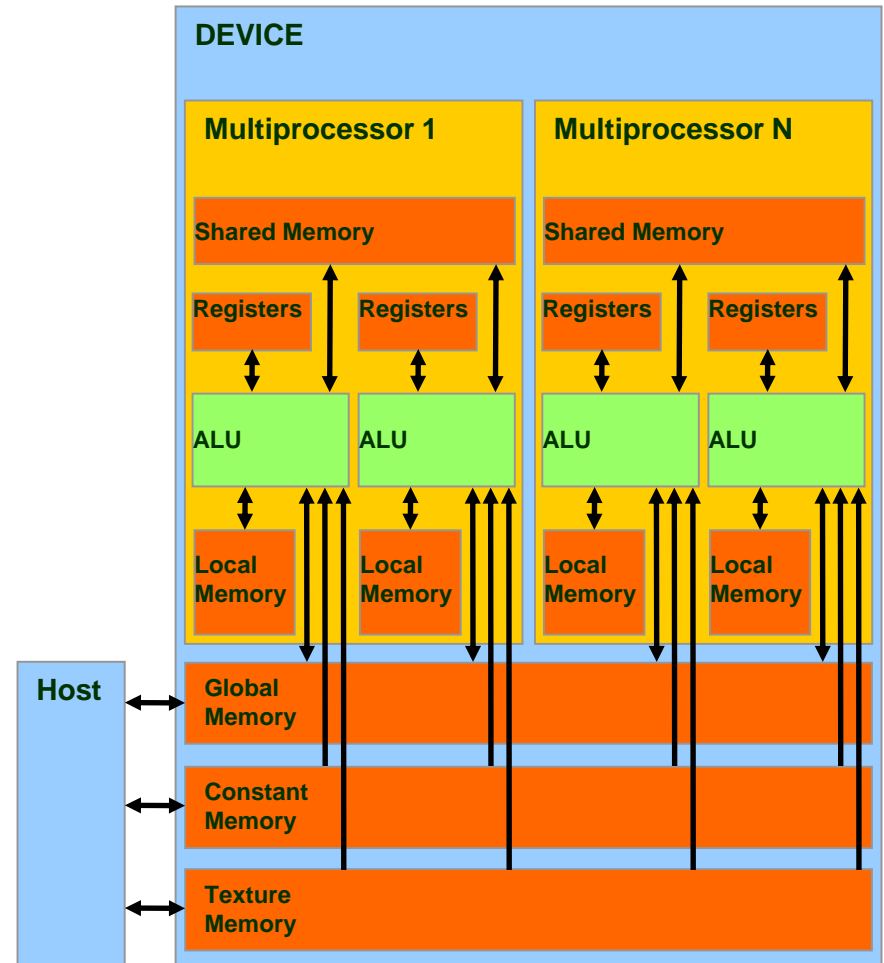 DEVICE
Multiprocessor 1
Multiprocessor N
Shared Memory
Shared Memory
Registers
Registers
Registers
Registers
ALU
ALU
ALU
ALU
Local
Memory
Local
Memory
Local
Memory
Local
Memory
Host
Global
Memory
Constant
Memory
Texture
Memory